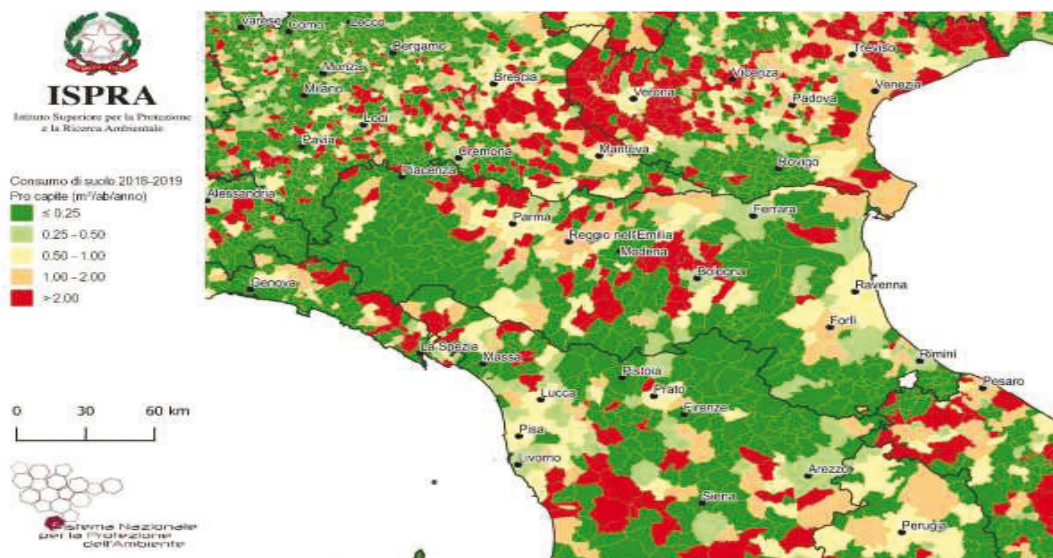 ISPRA
Istituto Superiore per la Protezione
e la Ricerca Ambientale
Consumo di suolo 2018-2019
Pro capite (m²/ab/anno)
≤ 0.25
0.25 - 0.50
0.50 - 1.00
1.00 - 2.00
> 2.00
0 30 60 km
Sistema Nazionale
per la Protezione
dell'Ambiente
Varese
Como
Lecco
Bergamo
Monza
Milano
Brescia
Lodi
Pavia
Cremona
Piacenza
Alessandria
Treviso
Vicenza
Venezia
Verona
Padova
Mantova
Rovigo
Parma
Ferrara
Reggio nell'Emilia
Modena
Bologna
Genova
Ravenna
Forlì
La Spezia
Massa
Rimini
Pistoia
Pesaro
Prato
Lucca
Firenze
Pisa
Livorno
Arezzo
Siena
Perugia